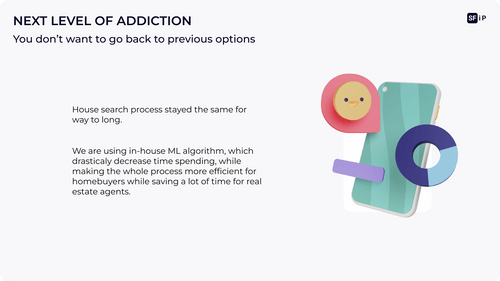 NEXT LEVEL OF ADDICTION
You don’t want to go back to previous options
SF i P
House search process stayed the same for
way to long.
We are using in-house ML algorithm, which
drasticaly decrease time spending, while
making the whole process more efficient for
homebuyers while saving a lot of time for real
estate agents.